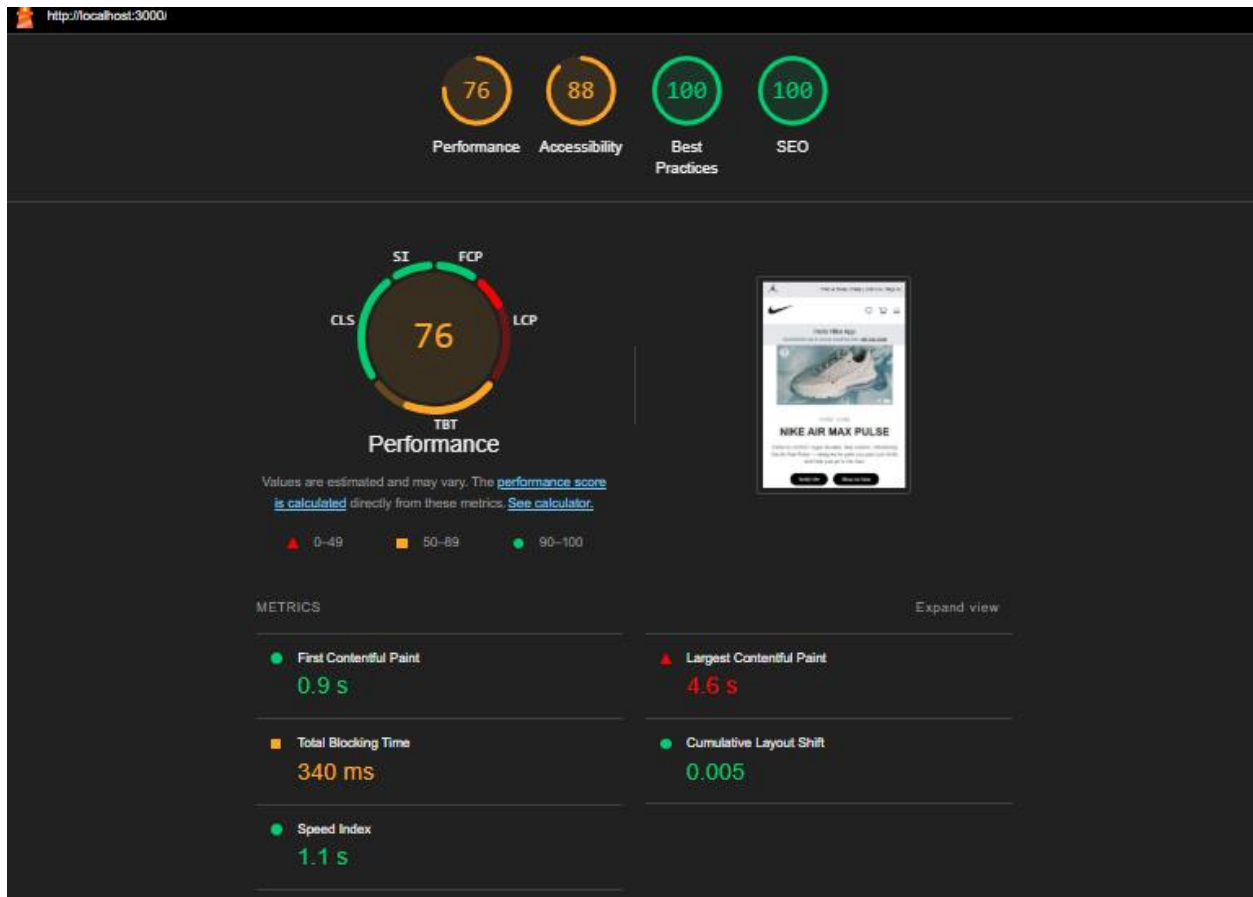 http://localhost:3000/
76
88
100
100
Performance
Accessibility
Best
Practices
SEO
SI
FCP
CLS
LCP
76
TBT
Performance
Values are estimated and may vary. The performance score
is calculated directly from these metrics. See calculator.
0–49
50–89
90–100
NIKE AIR MAX PULSE
METRICS
Expand view
First Contentful Paint
0.9 s
Largest Contentful Paint
4.6 s
Total Blocking Time
340 ms
Cumulative Layout Shift
0.005
Speed Index
1.1 s